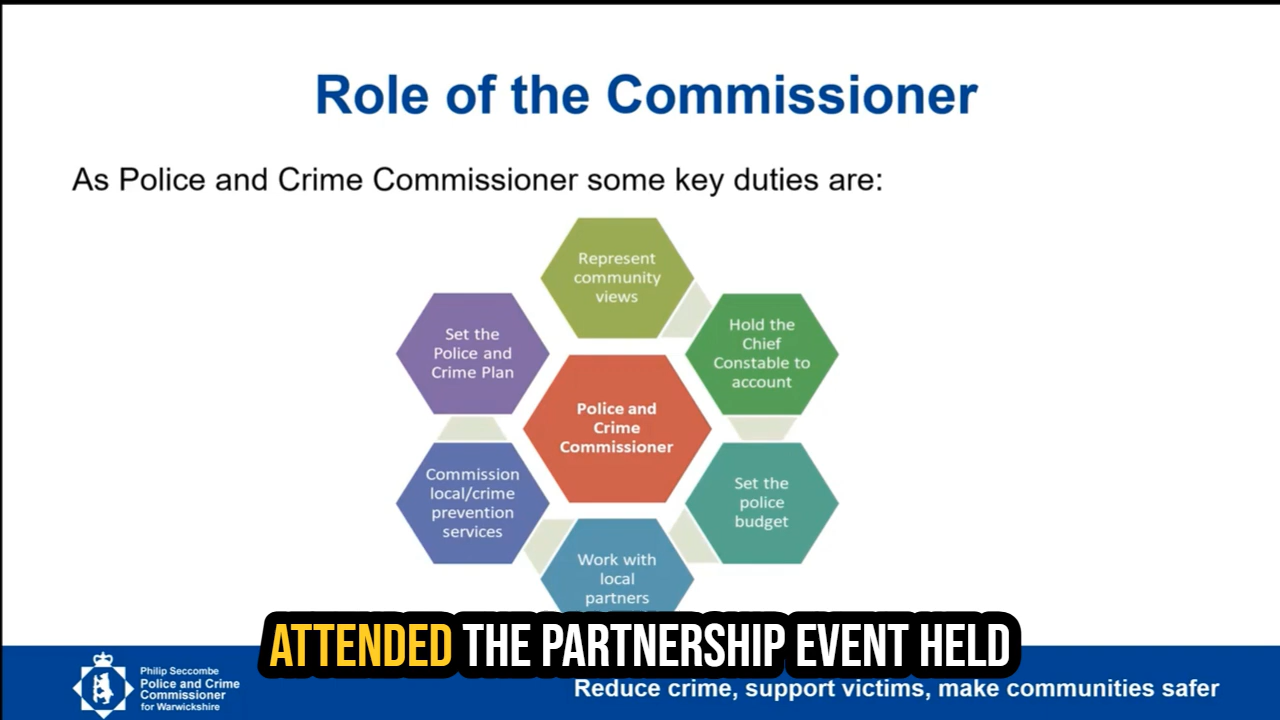 Role of the Commissioner
As Police and Crime Commissioner some key duties are:
Represent
community
views
Hold the
Chief
Constable to
account
Set the
police
budget
Work with
local
partners
Commission
local/crime
prevention
services
Set the
Police and
Crime Plan
Police and
Crime
Commissioner
ATTENDED THE PARTNERSHIP EVENT HELD
Philip Seccombe
Police and Crime
Commissioner
for Warwickshire
Reduce crime, support victims, make communities safer